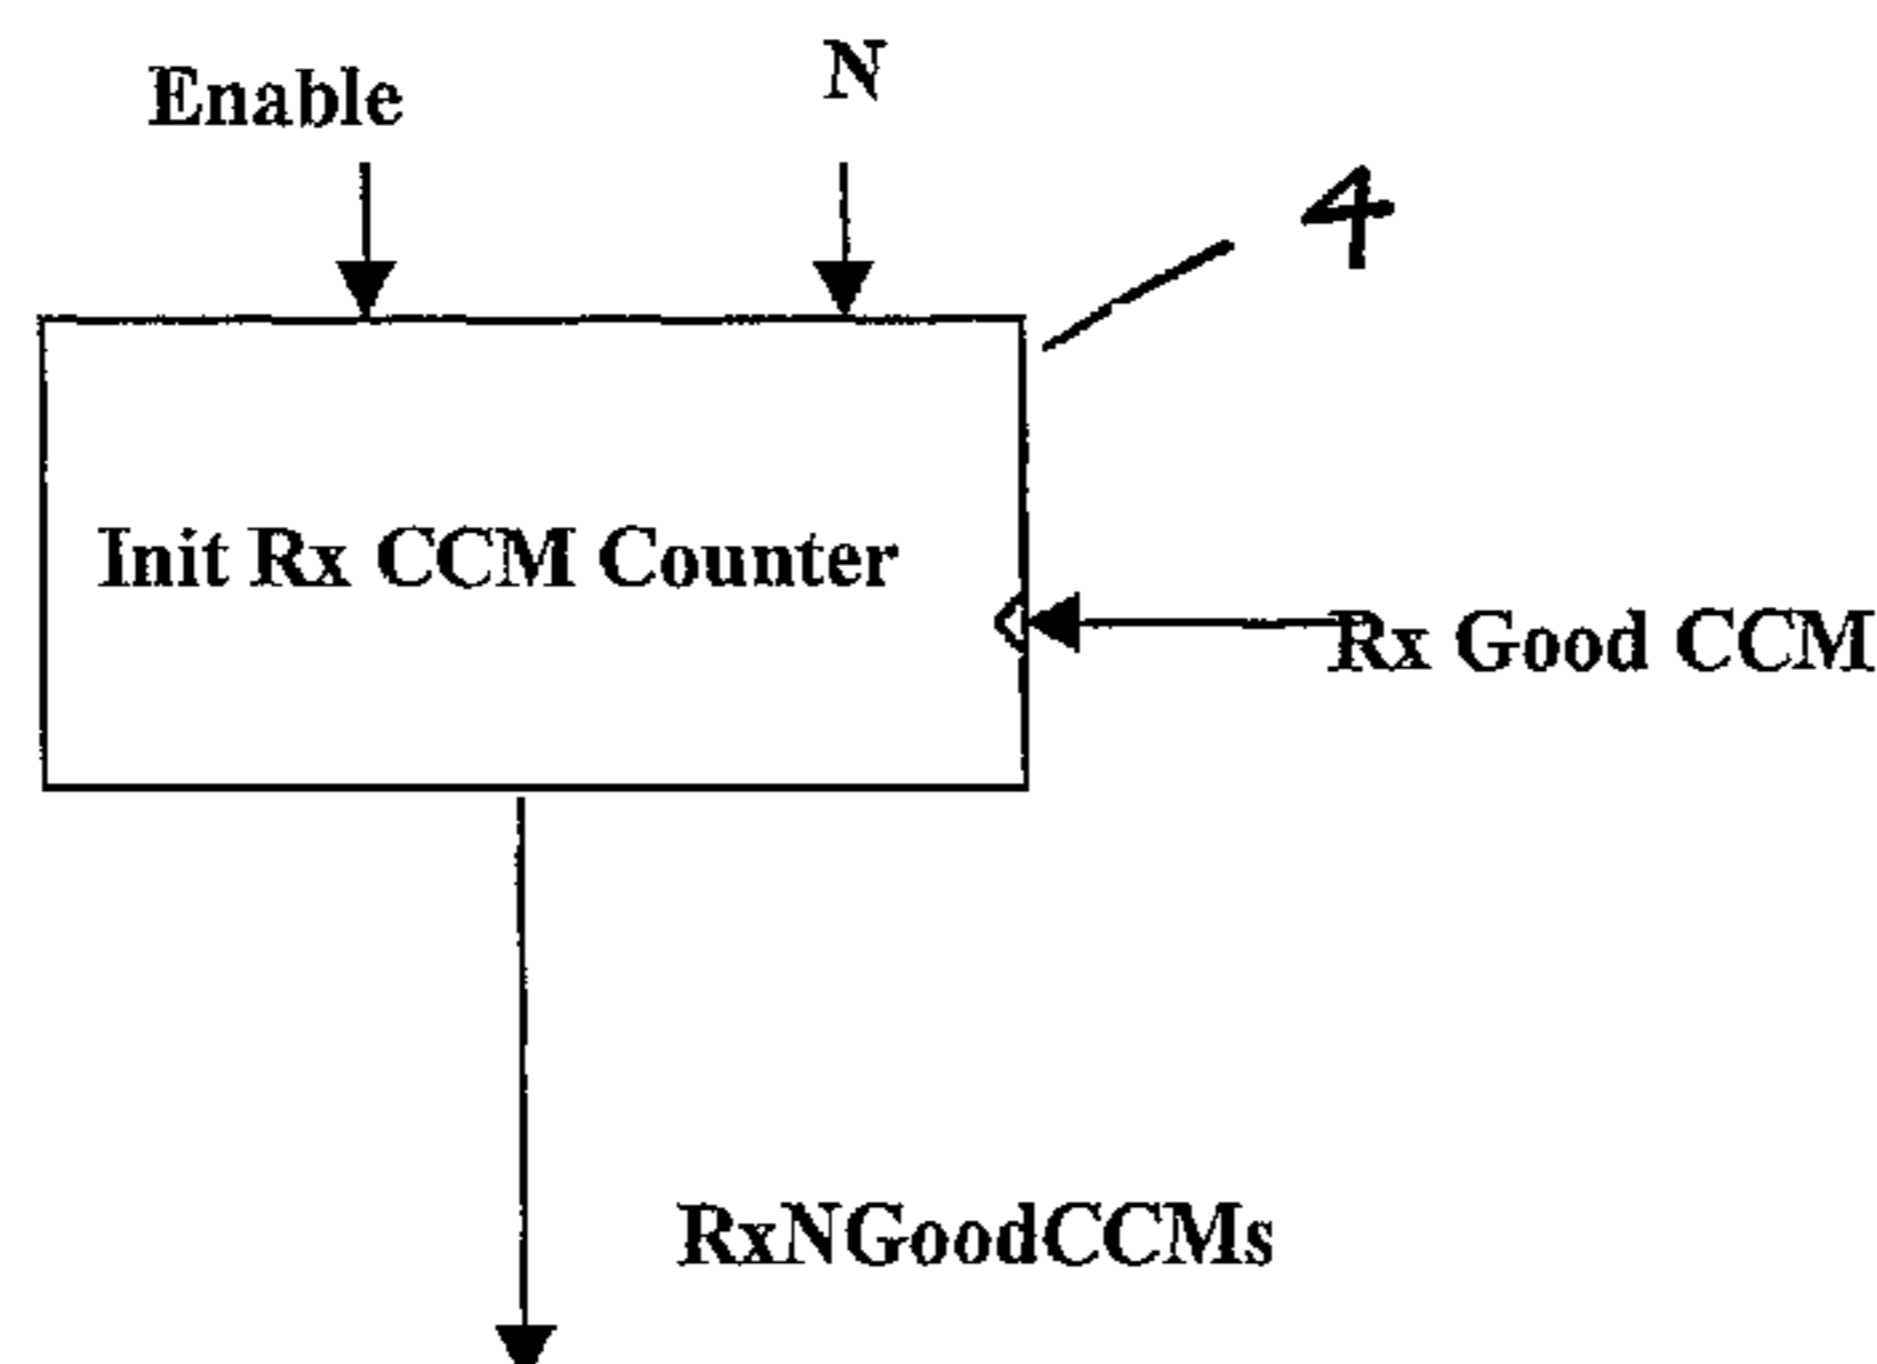 Enable
N
4
Init Rx CCM Counter
Rx Good CCM
RxNGoodCCMs